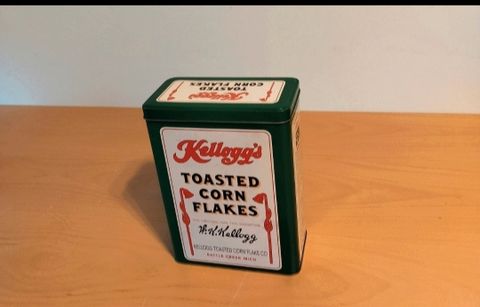 TOASTED
CORN FLAKES
Kellogg's
Kellogg's
TOASTED
CORN
FLAKES
W.K.Kellogg
KELLOGG TOASTED CORN FLAKE CO.
BATTLE CREEK MICH.